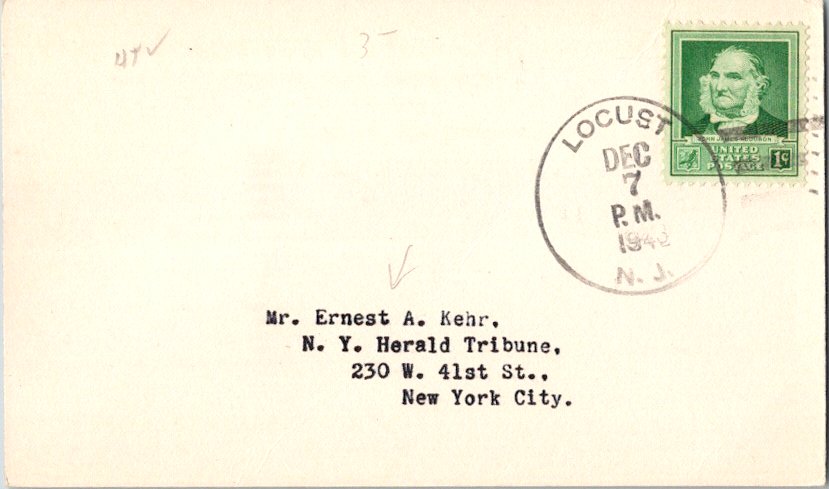 3
LOCUST
DEC
7
P.M.
N. J.
JOHN JAMES AUDUBON
UNITED
STATES
POSTAGE
1¢
Mr. Ernest A. Kehr,
N. Y. Herald Tribune,
230 W. 41st St.,
New York City.